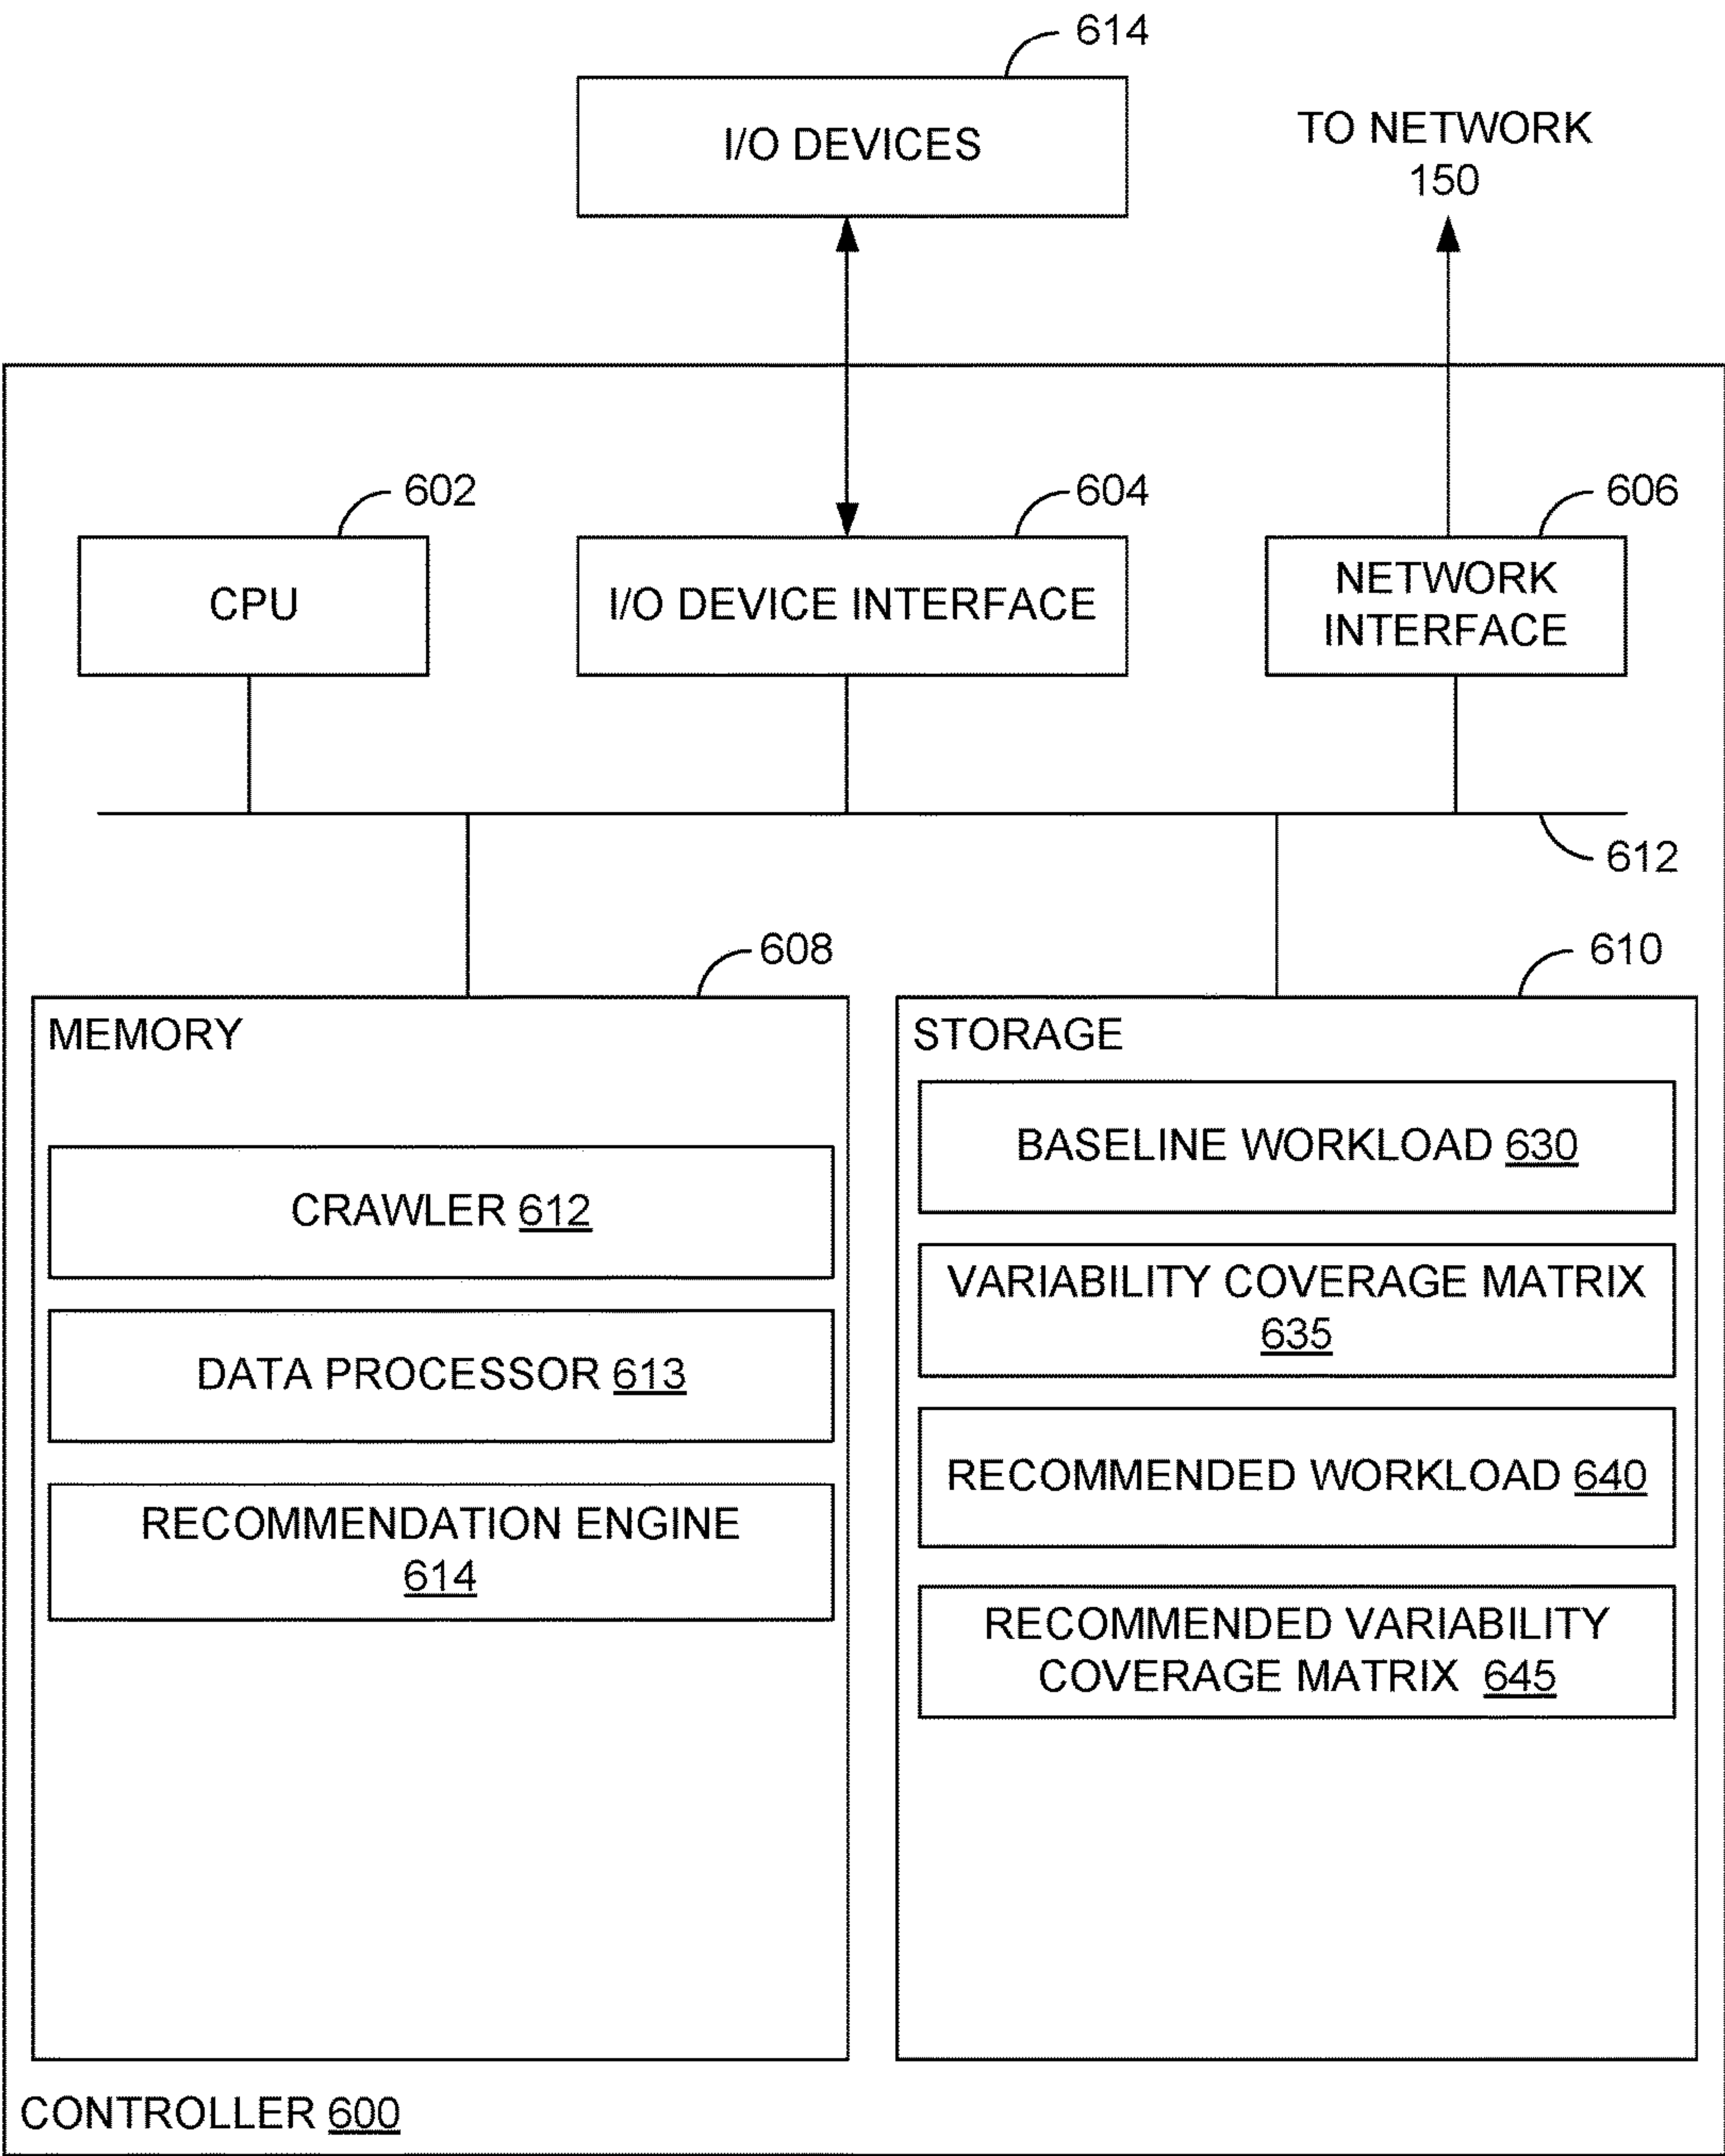 614
I/O DEVICES
TO NETWORK
150
602
604
606
CPU
I/O DEVICE INTERFACE
NETWORK
INTERFACE
612
608
610
MEMORY
CRAWLER 612
DATA PROCESSOR 613
RECOMMENDATION ENGINE
614
STORAGE
BASELINE WORKLOAD 630
VARIABILITY COVERAGE MATRIX
635
RECOMMENDED WORKLOAD 640
RECOMMENDED VARIABILITY
COVERAGE MATRIX 645
CONTROLLER 600